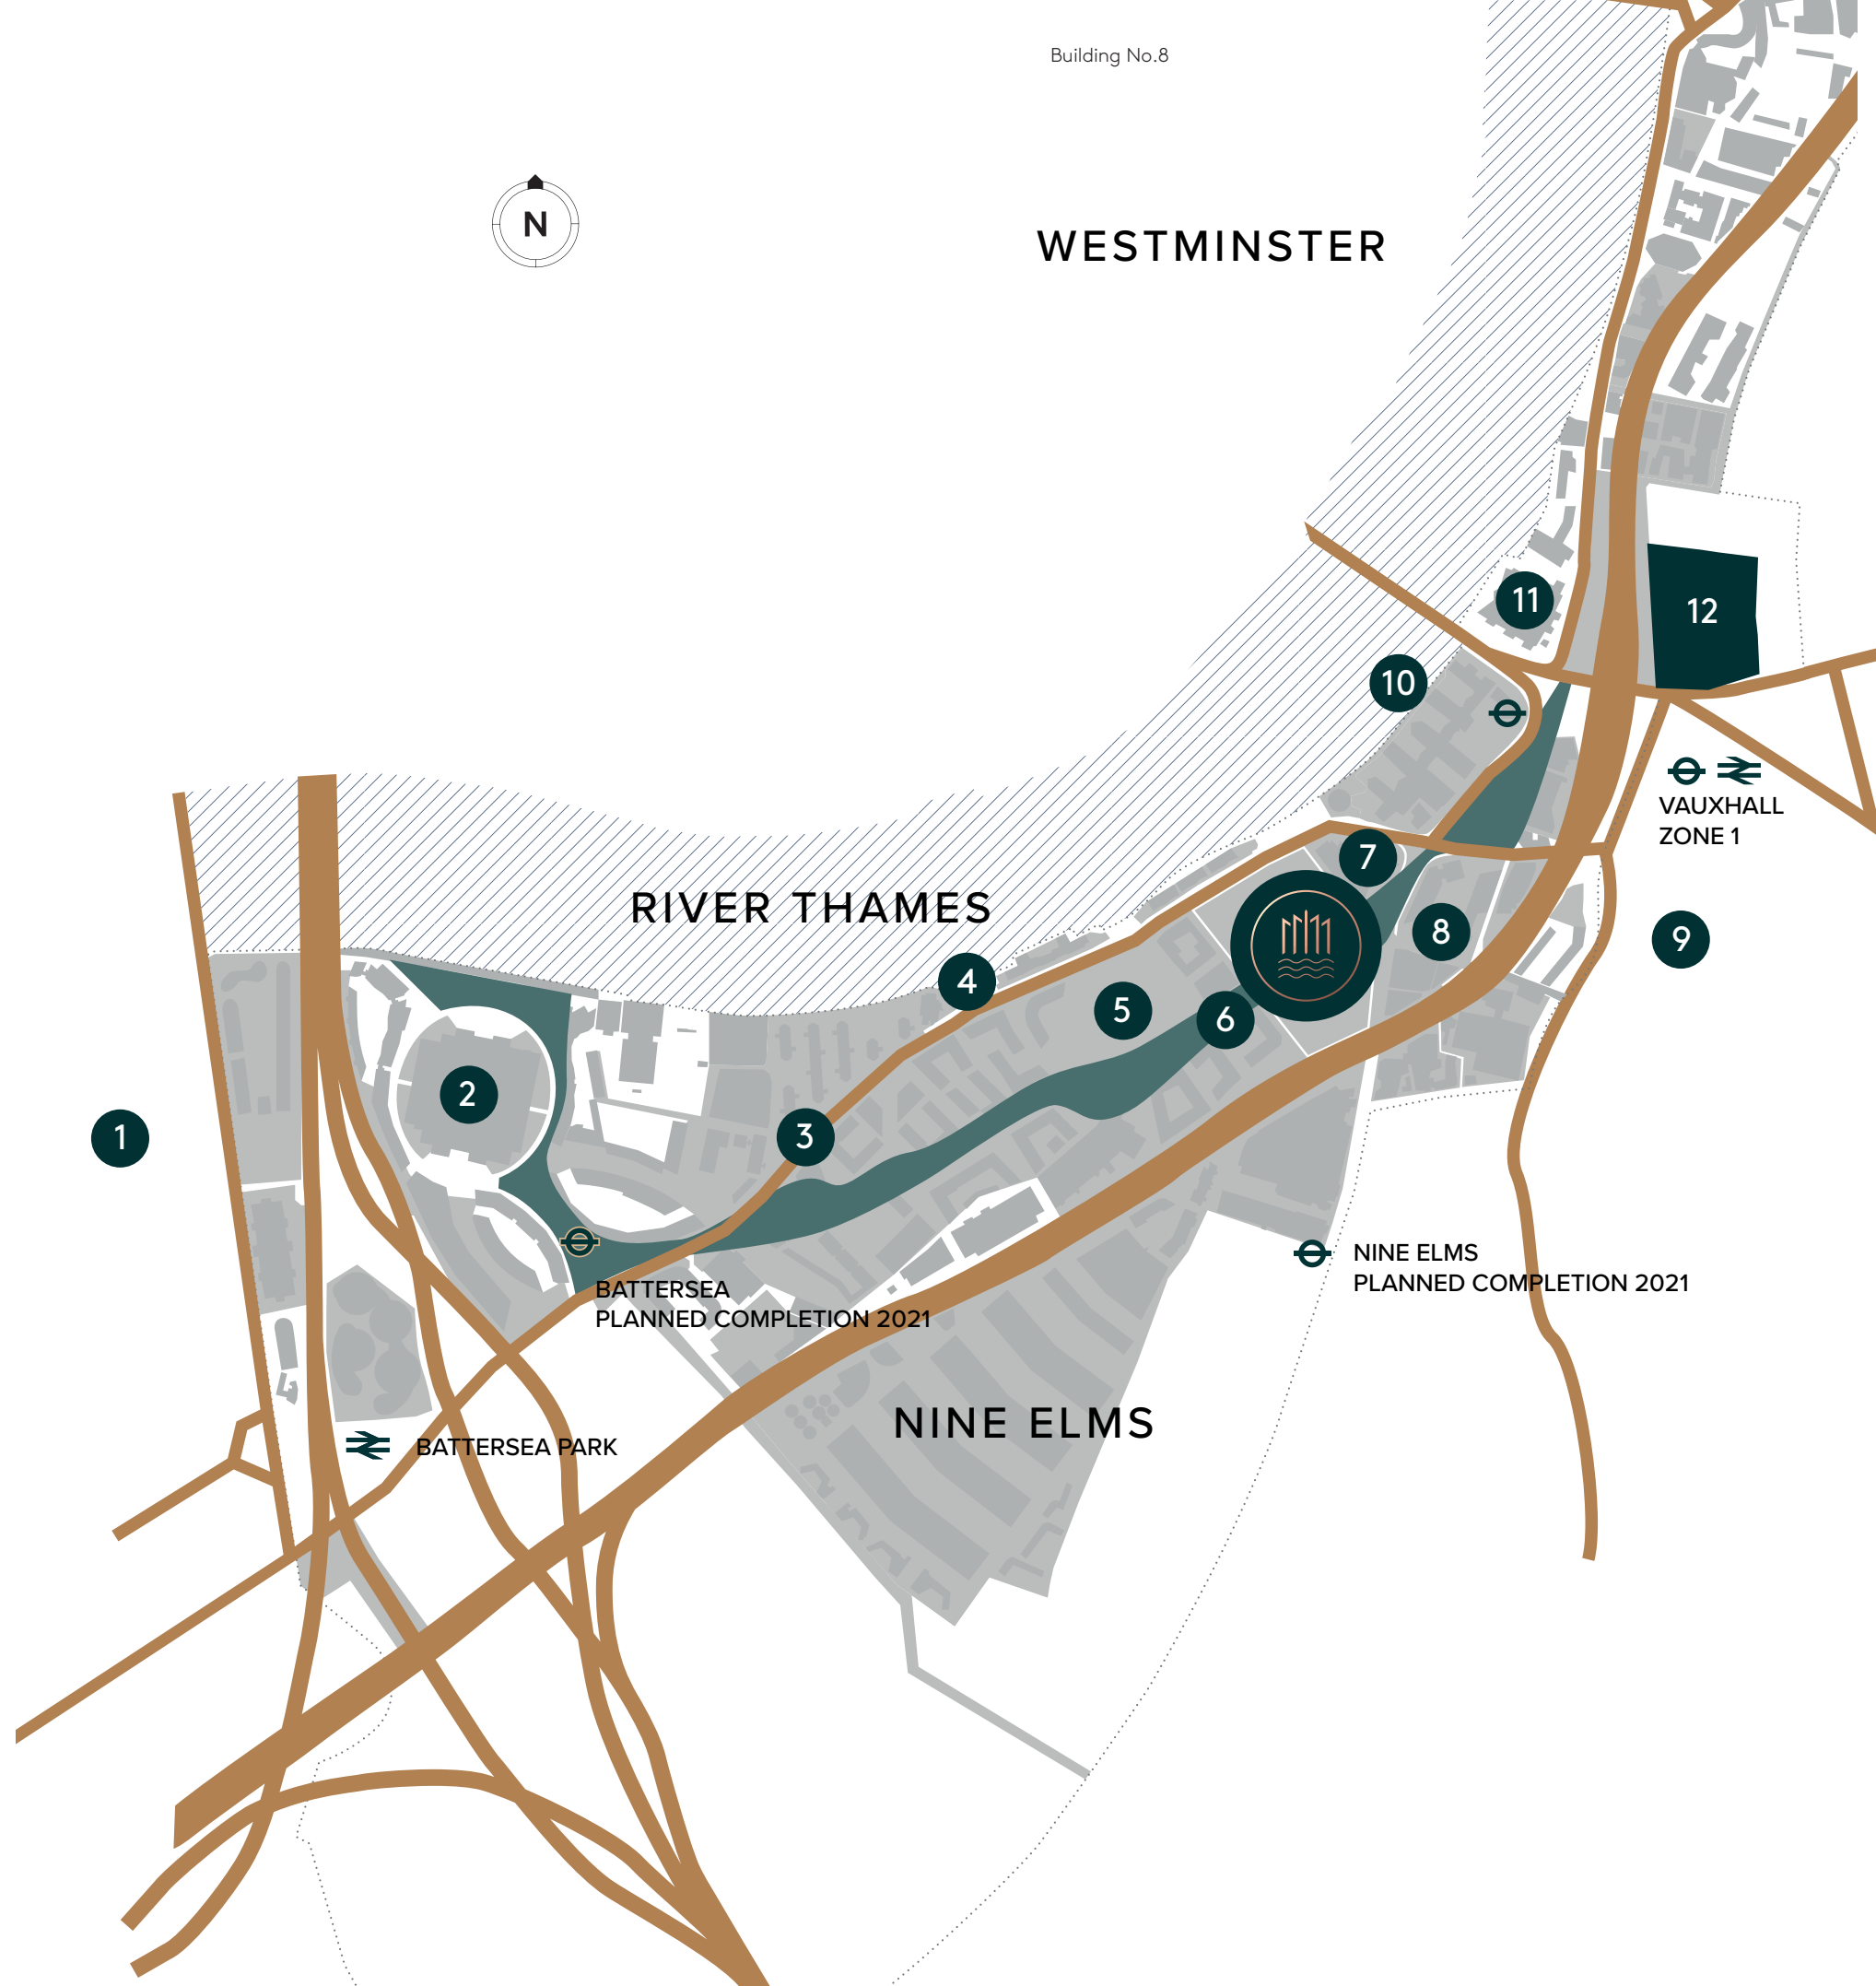 Building No.8
N
WESTMINSTER
11
12
10
VAUXHALL
ZONE 1
7
RIVER THAMES
8
9
4
5
6
2
3
1
NINE ELMS
PLANNED COMPLETION 2021
BATTERSEA
PLANNED COMPLETION 2021
NINE ELMS
BATTERSEA PARK